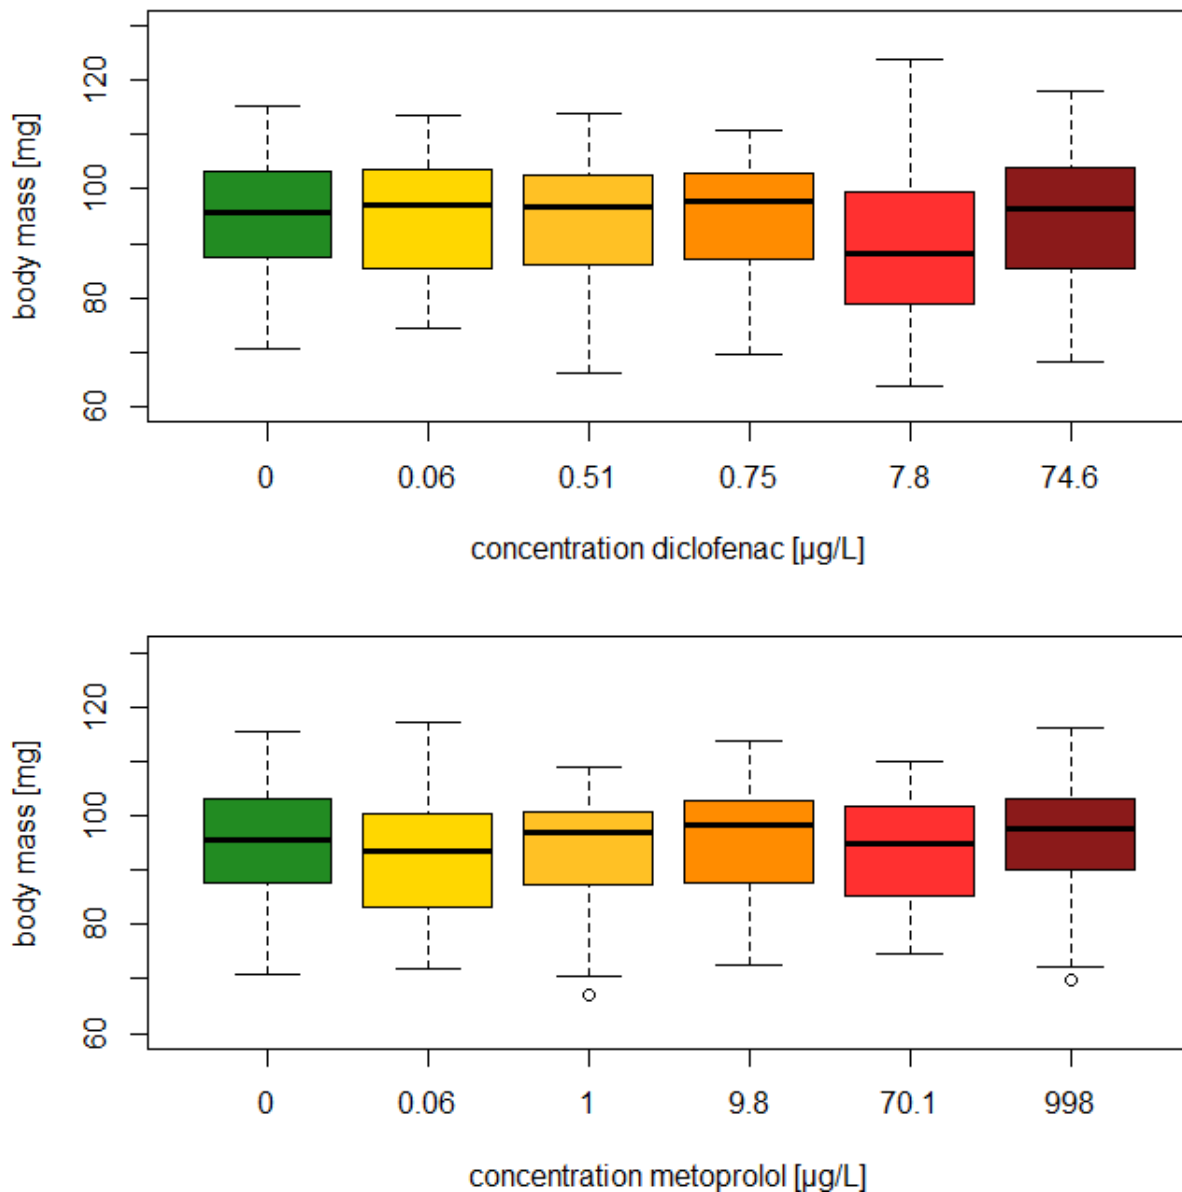 body mass [mg]
120
100
80
60
0 0.06 0.51 0.75 7.8 74.6
concentration diclofenac [µg/L]
body mass [mg]
120
100
80
60
0 0.06 1 9.8 70.1 998
concentration metoprolol [µg/L]